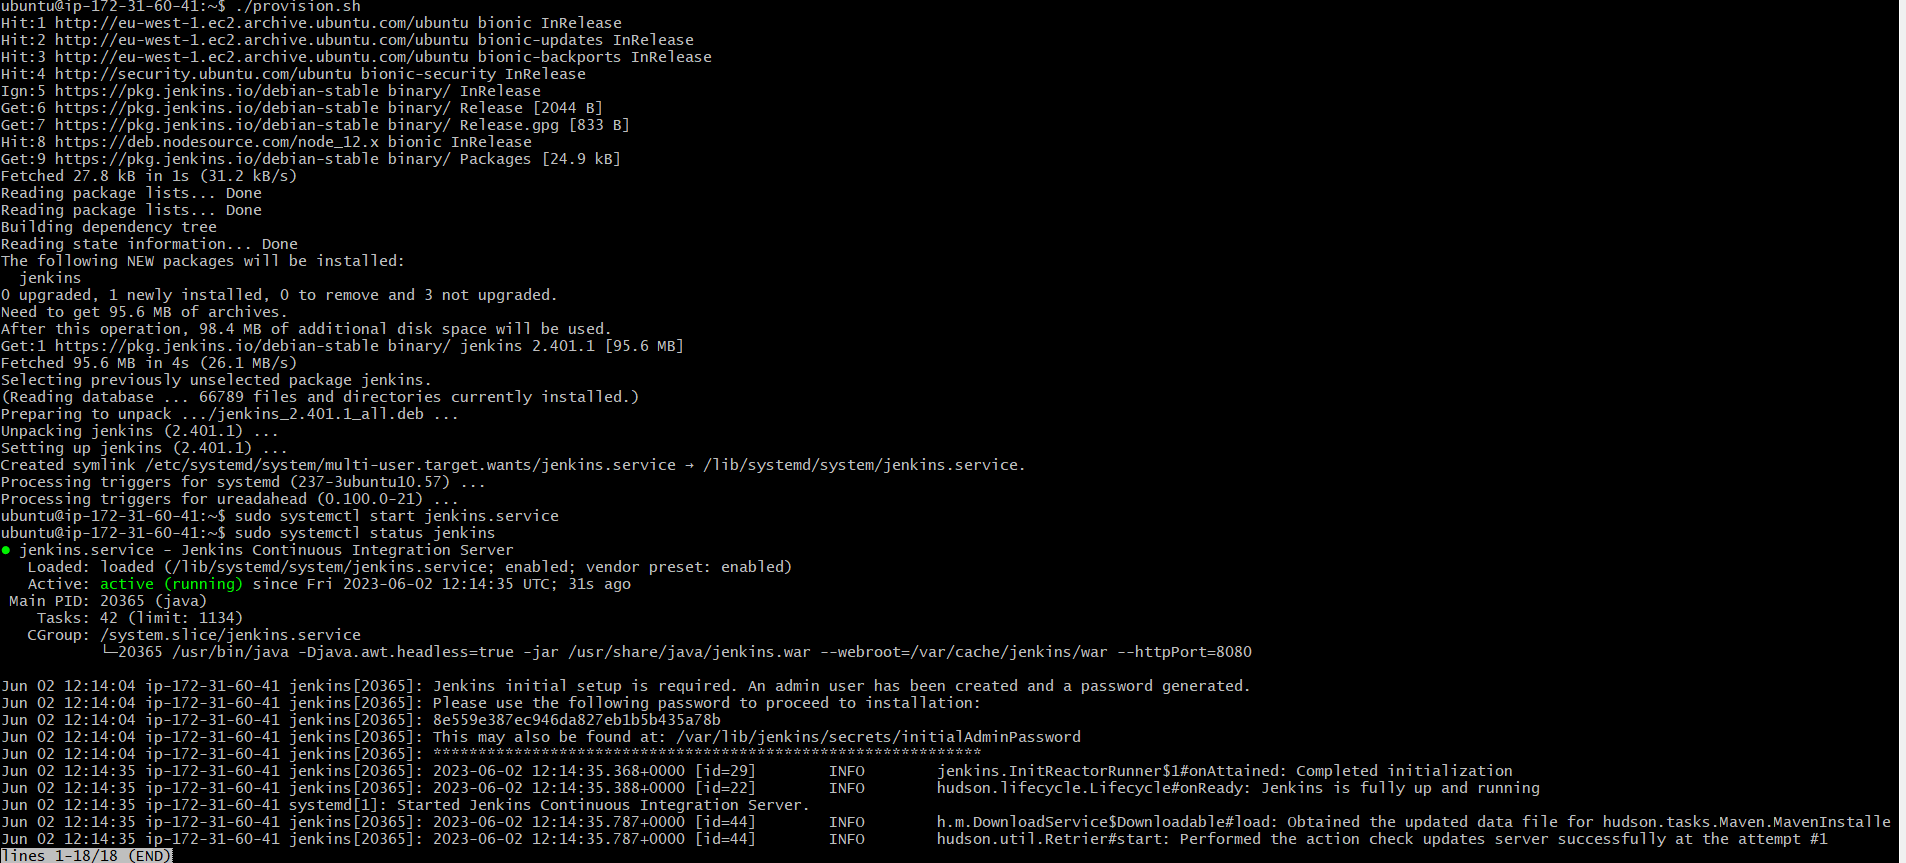 ubuntu@ip-172-31-60-41:~$ ./provision.sh
Hit:1 http://eu-west-1.ec2.archive.ubuntu.com/ubuntu bionic InRelease
Hit:2 http://eu-west-1.ec2.archive.ubuntu.com/ubuntu bionic-updates InRelease
Hit:3 http://eu-west-1.ec2.archive.ubuntu.com/ubuntu bionic-backports InRelease
Hit:4 http://security.ubuntu.com/ubuntu bionic-security InRelease
Ign:5 https://pkg.jenkins.io/debian-stable binary/ InRelease
Get:6 https://pkg.jenkins.io/debian-stable binary/ Release [2044 B]
Get:7 https://pkg.jenkins.io/debian-stable binary/ Release.gpg [833 B]
Hit:8 https://deb.nodesource.com/node_12.x bionic InRelease
Get:9 https://pkg.jenkins.io/debian-stable binary/ Packages [24.9 kB]
Fetched 27.8 kB in 1s (31.2 kB/s)
Reading package lists... Done
Reading package lists... Done
Building dependency tree
Reading state information... Done
The following NEW packages will be installed:
  jenkins
0 upgraded, 1 newly installed, 0 to remove and 3 not upgraded.
Need to get 95.6 MB of archives.
After this operation, 98.4 MB of additional disk space will be used.
Get:1 https://pkg.jenkins.io/debian-stable binary/ jenkins 2.401.1 [95.6 MB]
Fetched 95.6 MB in 4s (26.1 MB/s)
Selecting previously unselected package jenkins.
(Reading database ... 66789 files and directories currently installed.)
Preparing to unpack .../jenkins_2.401.1_all.deb ...
Unpacking jenkins (2.401.1) ...
Setting up jenkins (2.401.1) ...
Created symlink /etc/systemd/system/multi-user.target.wants/jenkins.service → /lib/systemd/system/jenkins.service.
Processing triggers for systemd (237-3ubuntu10.57) ...
Processing triggers for ureadahead (0.100.0-21) ...
ubuntu@ip-172-31-60-41:~$ sudo systemctl start jenkins.service
ubuntu@ip-172-31-60-41:~$ sudo systemctl status jenkins
● jenkins.service - Jenkins Continuous Integration Server
   Loaded: loaded (/lib/systemd/system/jenkins.service; enabled; vendor preset: enabled)
   Active: active (running) since Fri 2023-06-02 12:14:35 UTC; 31s ago
 Main PID: 20365 (java)
    Tasks: 42 (limit: 1134)
   CGroup: /system.slice/jenkins.service
           └─20365 /usr/bin/java -Djava.awt.headless=true -jar /usr/share/java/jenkins.war --webroot=/var/cache/jenkins/war --httpPort=8080

Jun 02 12:14:04 ip-172-31-60-41 jenkins[20365]: Jenkins initial setup is required. An admin user has been created and a password generated.
Jun 02 12:14:04 ip-172-31-60-41 jenkins[20365]: Please use the following password to proceed to installation:
Jun 02 12:14:04 ip-172-31-60-41 jenkins[20365]: 8e559e387ec946da827eb1b5b435a78b
Jun 02 12:14:04 ip-172-31-60-41 jenkins[20365]: This may also be found at: /var/lib/jenkins/secrets/initialAdminPassword
Jun 02 12:14:04 ip-172-31-60-41 jenkins[20365]: *************************************************************
Jun 02 12:14:35 ip-172-31-60-41 jenkins[20365]: 2023-06-02 12:14:35.368+0000 [id=29]        INFO        jenkins.InitReactorRunner$1#onAttained: Completed initialization
Jun 02 12:14:35 ip-172-31-60-41 jenkins[20365]: 2023-06-02 12:14:35.388+0000 [id=22]        INFO        hudson.lifecycle.Lifecycle#onReady: Jenkins is fully up and running
Jun 02 12:14:35 ip-172-31-60-41 systemd[1]: Started Jenkins Continuous Integration Server.
Jun 02 12:14:35 ip-172-31-60-41 jenkins[20365]: 2023-06-02 12:14:35.787+0000 [id=44]        INFO        h.m.DownloadService$Downloadable#load: Obtained the updated data file for hudson.tasks.Maven.MavenInstalle
Jun 02 12:14:35 ip-172-31-60-41 jenkins[20365]: 2023-06-02 12:14:35.787+0000 [id=44]        INFO        hudson.util.Retrier#start: Performed the action check updates server successfully at the attempt #1
lines 1-18/18 (END)